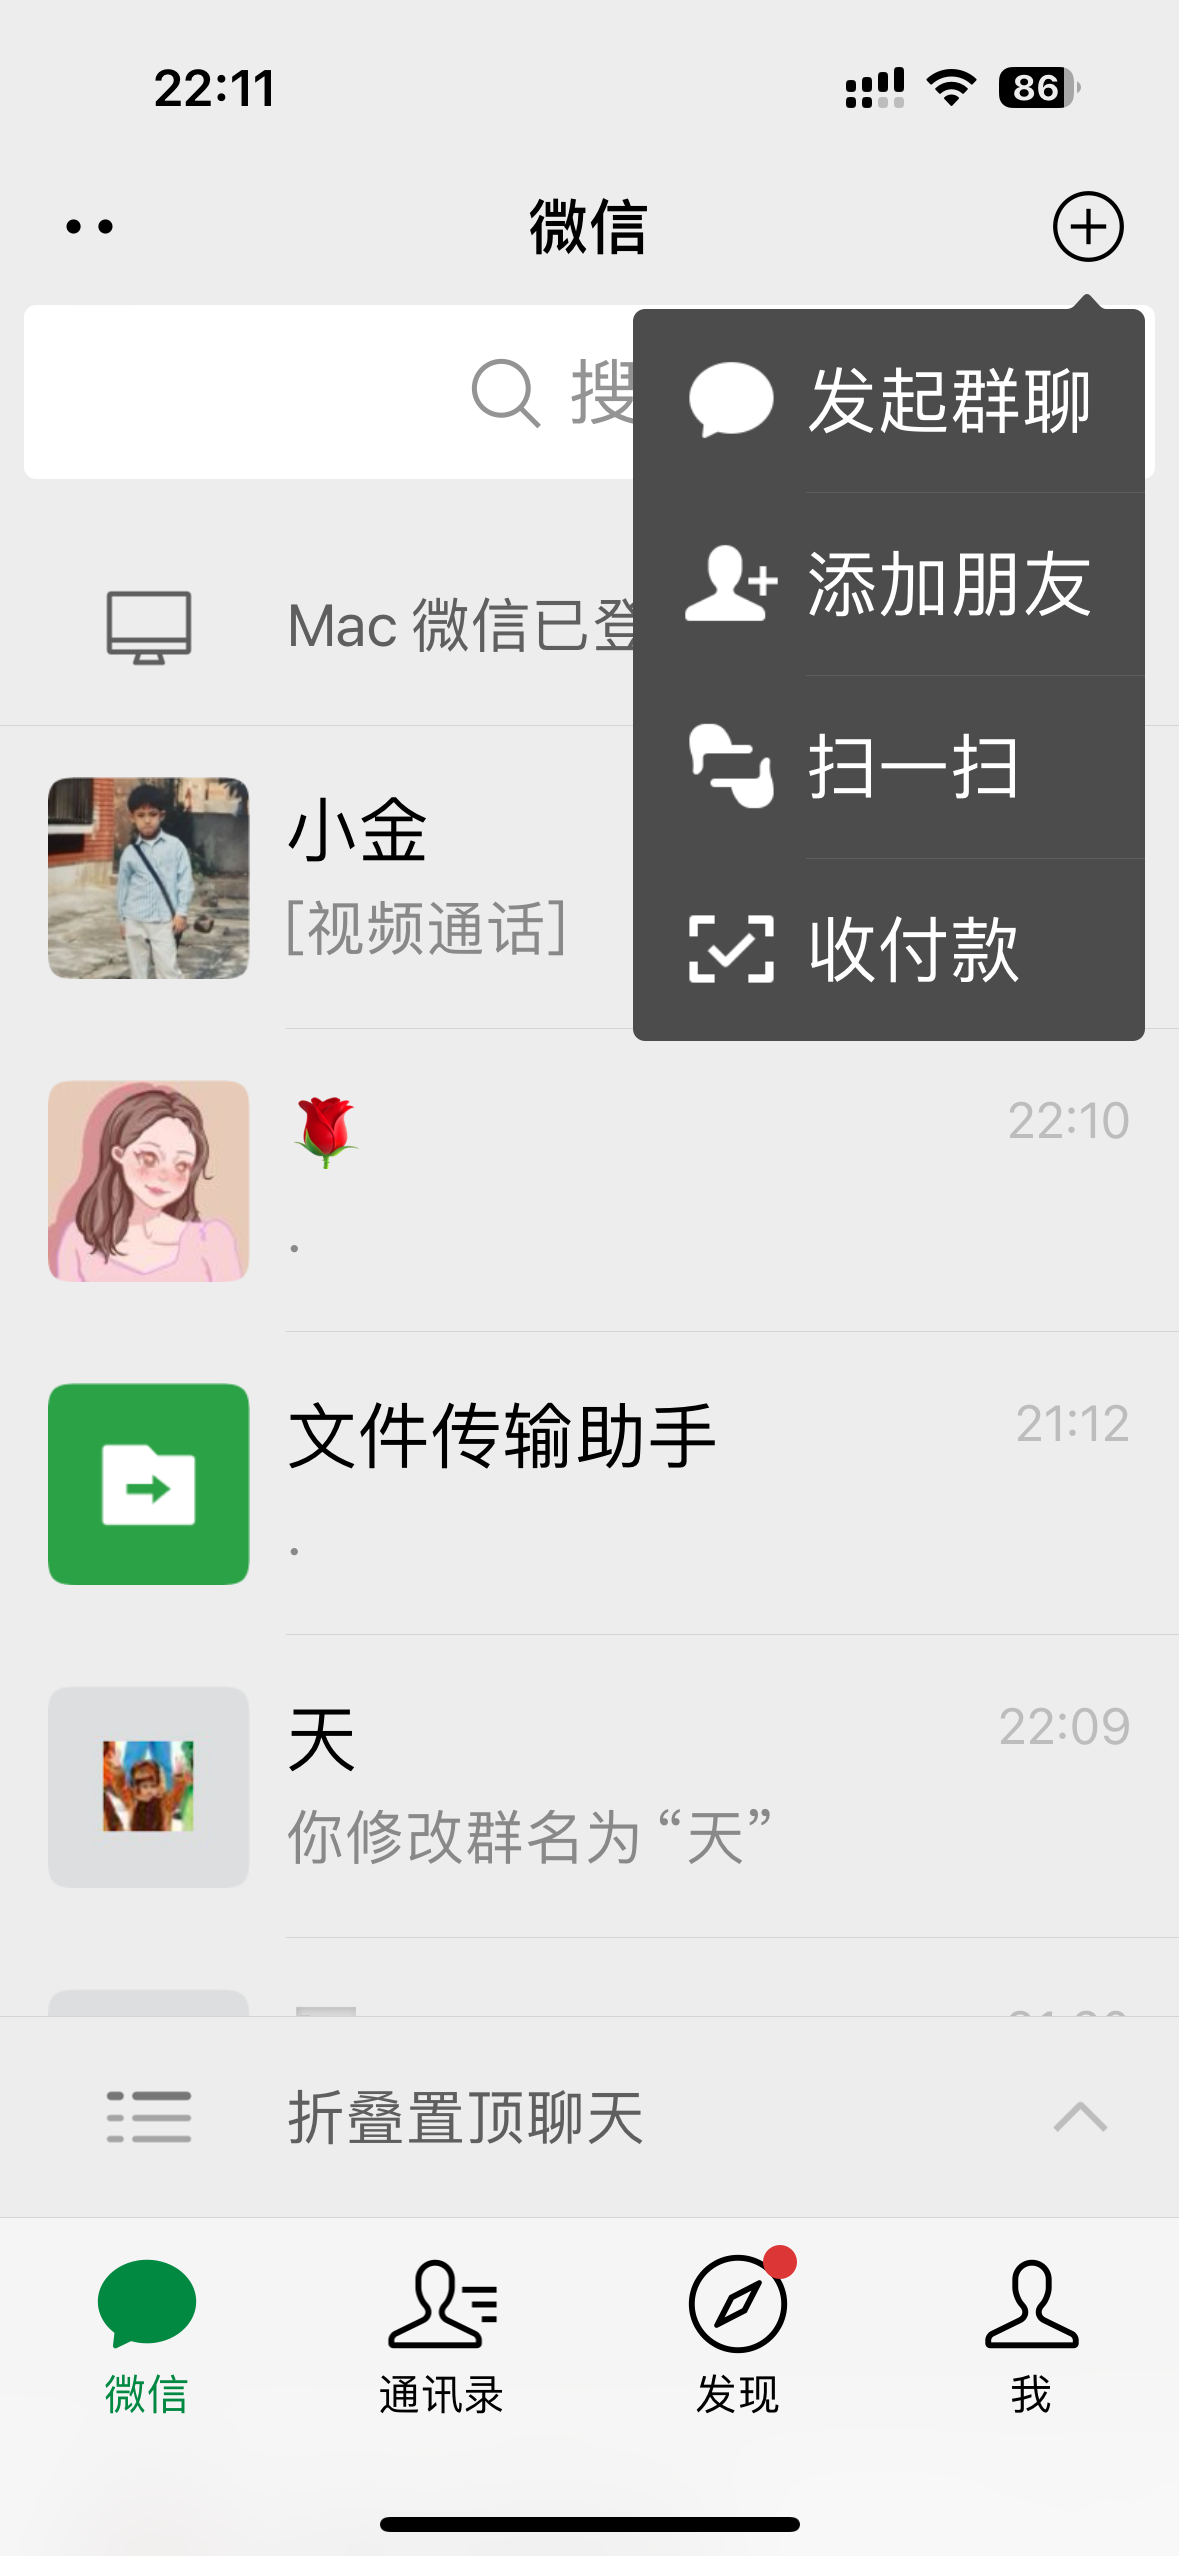 22:11
86
微信
搜
发起群聊
添加朋友
扫一扫
收付款
Mac 微信已登
小金
[视频通话]
🌹
22:10
.
文件传输助手
21:12
.
天
22:09
你修改群名为“天”
折叠置顶聊天
微信
通讯录
发现
我